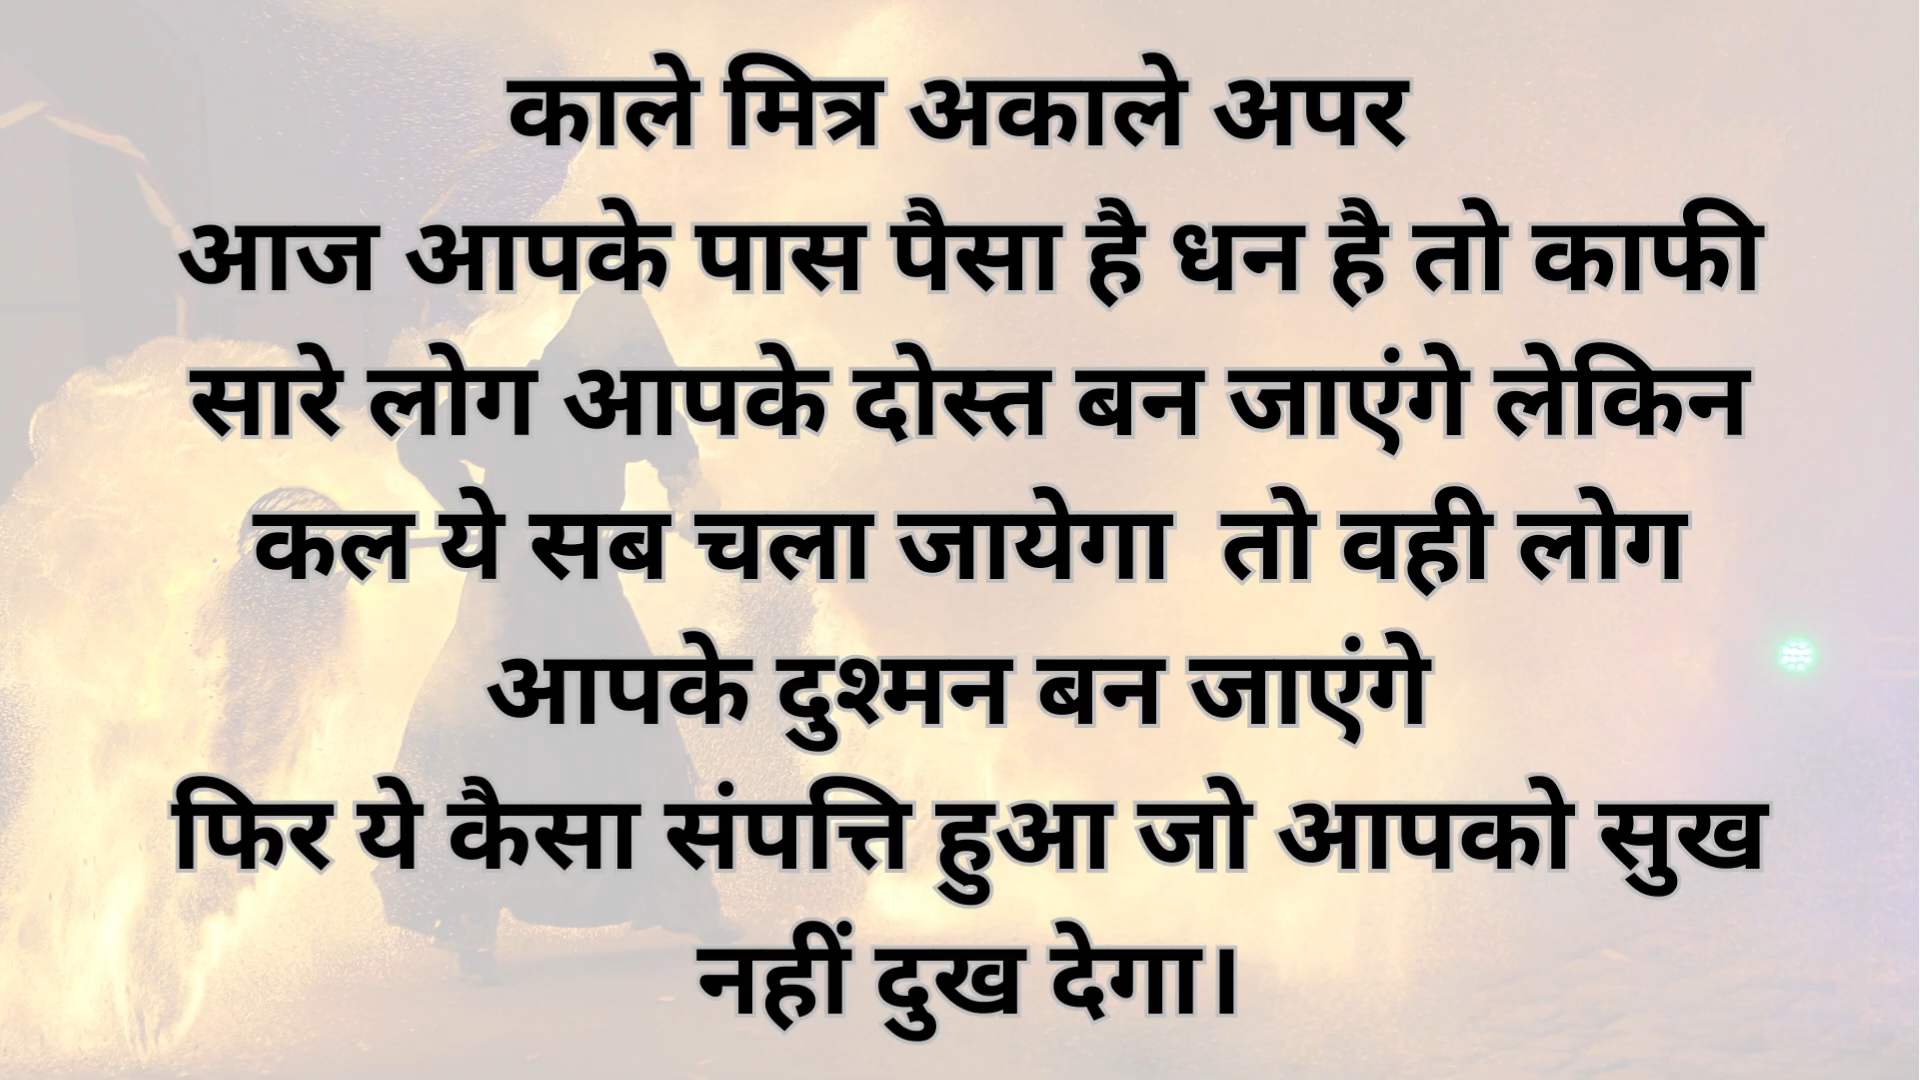 काले मित्र अकाले अपर
आज आपके पास पैसा है धन है तो काफी
सारे लोग आपके दोस्त बन जाएंगे लेकिन
कल ये सब चला जायेगा  तो वही लोग
आपके दुश्मन बन जाएंगे
फिर ये कैसा संपत्ति हुआ जो आपको सुख
नहीं दुख देगा।